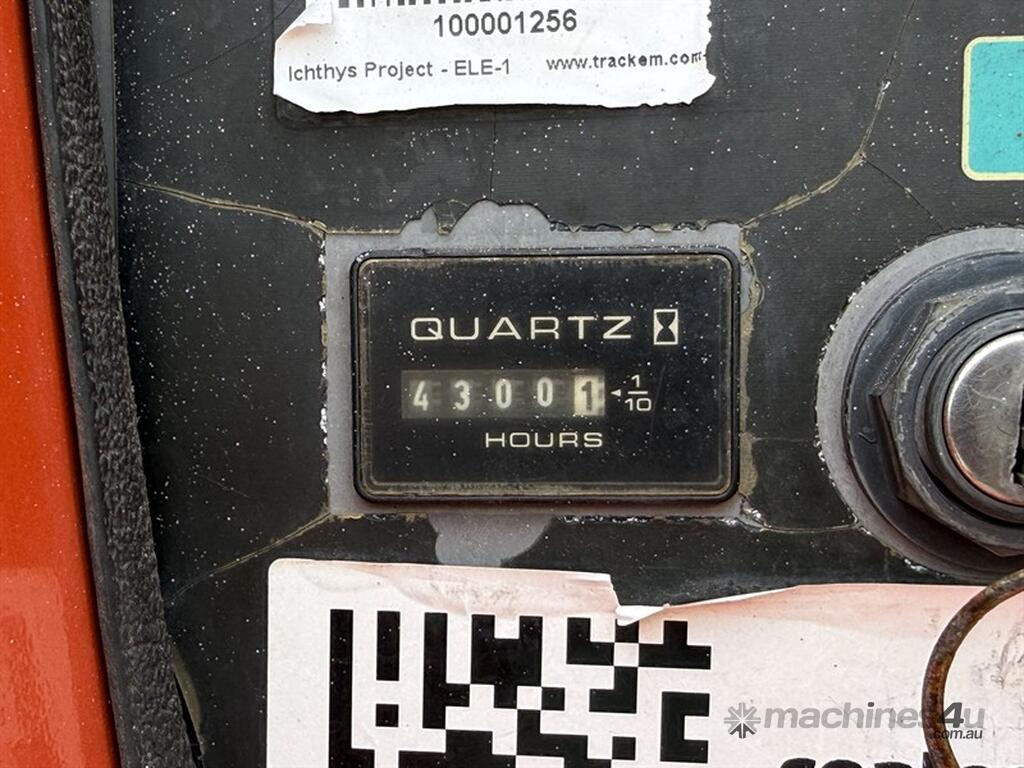 100001256
Ichthys Project - ELE-1 www.trackem.com
QUARTZ
43001 1/10
HOURS
machines4u
.com.au